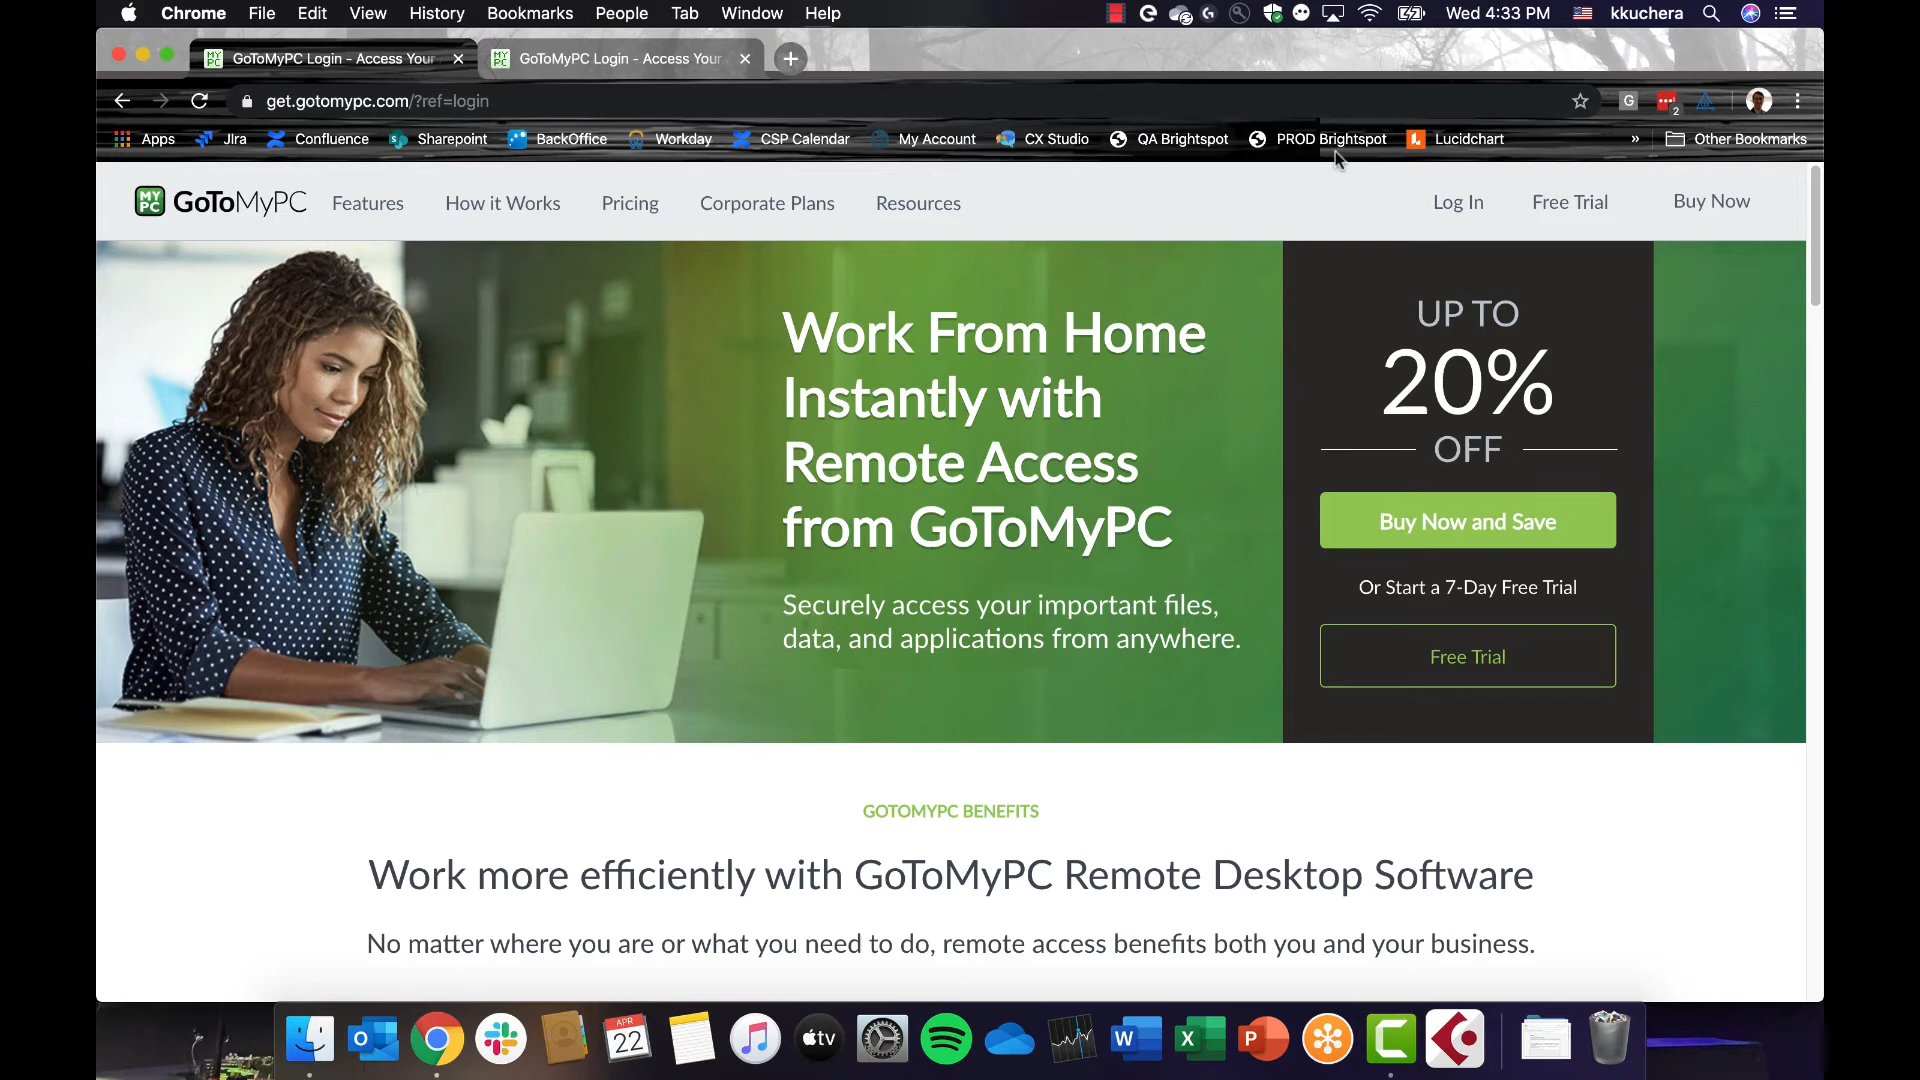 Chrome File Edit View History Bookmarks People Tab Window Help
Wed 4:33 PM kkuchera
GoToMyPC Login - Access Your
GoToMyPC Login - Access Your
get.gotomypc.com/?ref=login
G
2
Apps Jira Confluence Sharepoint BackOffice Workday CSP Calendar My Account CX Studio QA Brightspot PROD Brightspot Lucidchart » Other Bookmarks
MY PC GoToMyPC Features How it Works Pricing Corporate Plans Resources Log In Free Trial Buy Now
Work From Home
Instantly with
Remote Access
from GoToMyPC
Securely access your important files,
data, and applications from anywhere.
UP TO
20%
OFF
Buy Now and Save
Or Start a 7-Day Free Trial
Free Trial
GOTOMYPC BENEFITS
Work more efficiently with GoToMyPC Remote Desktop Software
No matter where you are or what you need to do, remote access benefits both you and your business.
APR
22
tv
W
X
P